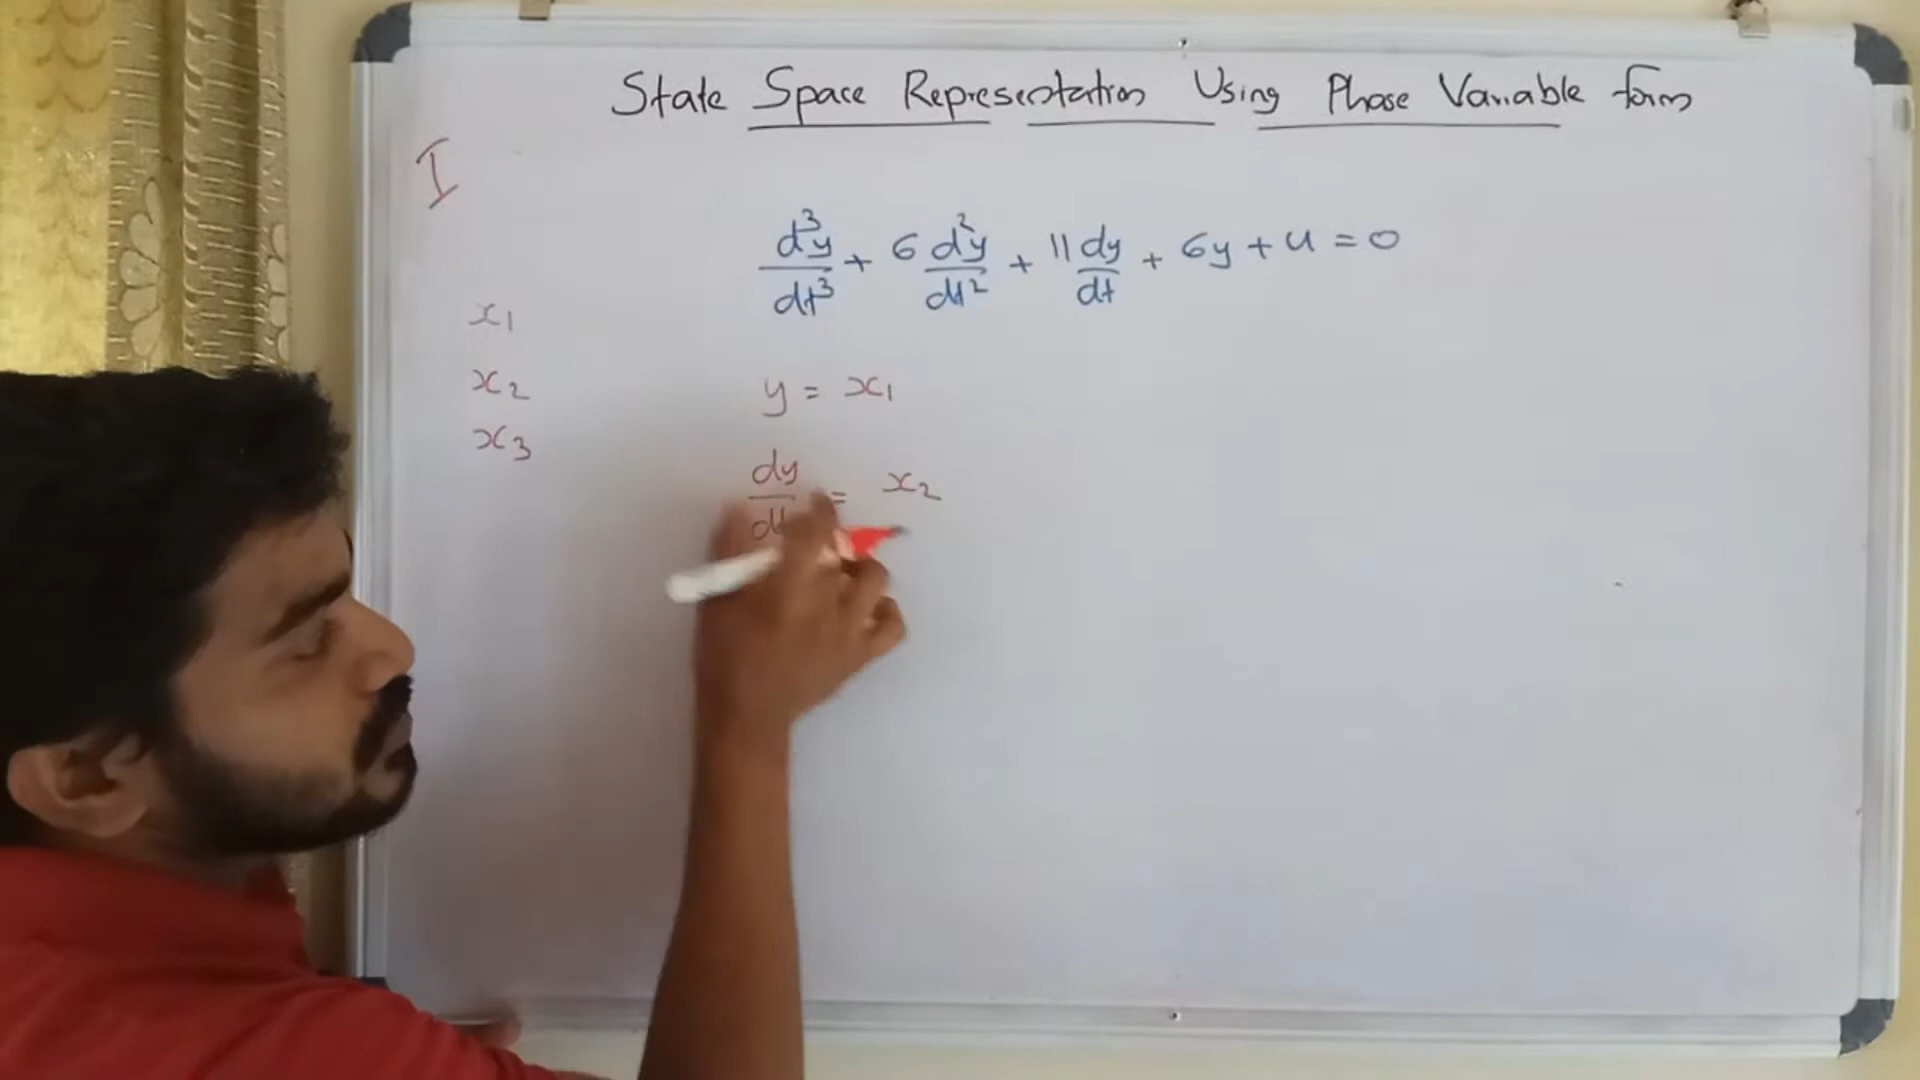 State Space Representation Using Phase Variable form
I
d³y/dt³ + 6 d²y/dt² + 11 dy/dt + 6y + u = 0
x₁
x₂
x₃
y = x₁
dy/dt = x₂